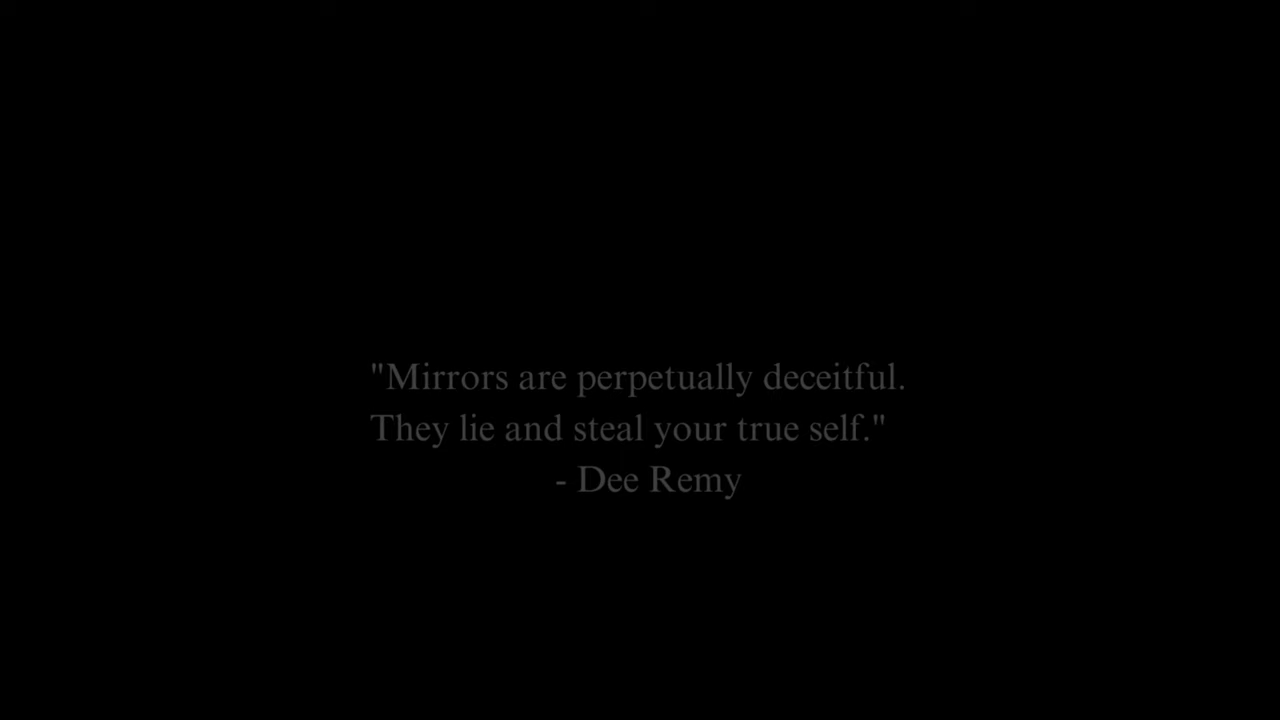 "Mirrors are perpetually deceitful.
They lie and steal your true self."
- Dee Remy